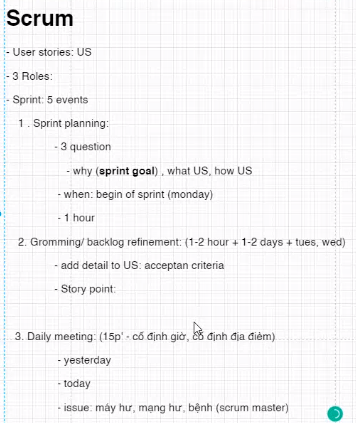 Scrum
- User stories: US
- 3 Roles:
- Sprint: 5 events
1 . Sprint planning:
- 3 question
- why (sprint goal) , what US, how US
- when: begin of sprint (monday)
- 1 hour
2. Gromming/ backlog refinement: (1-2 hour + 1-2 days + tues, wed)
- add detail to US: acceptan criteria
- Story point:
3. Daily meeting: (15p' - cố định giờ, cố định địa điểm)
- yesterday
- today
- issue: máy hư, mạng hư, bệnh (scrum master)